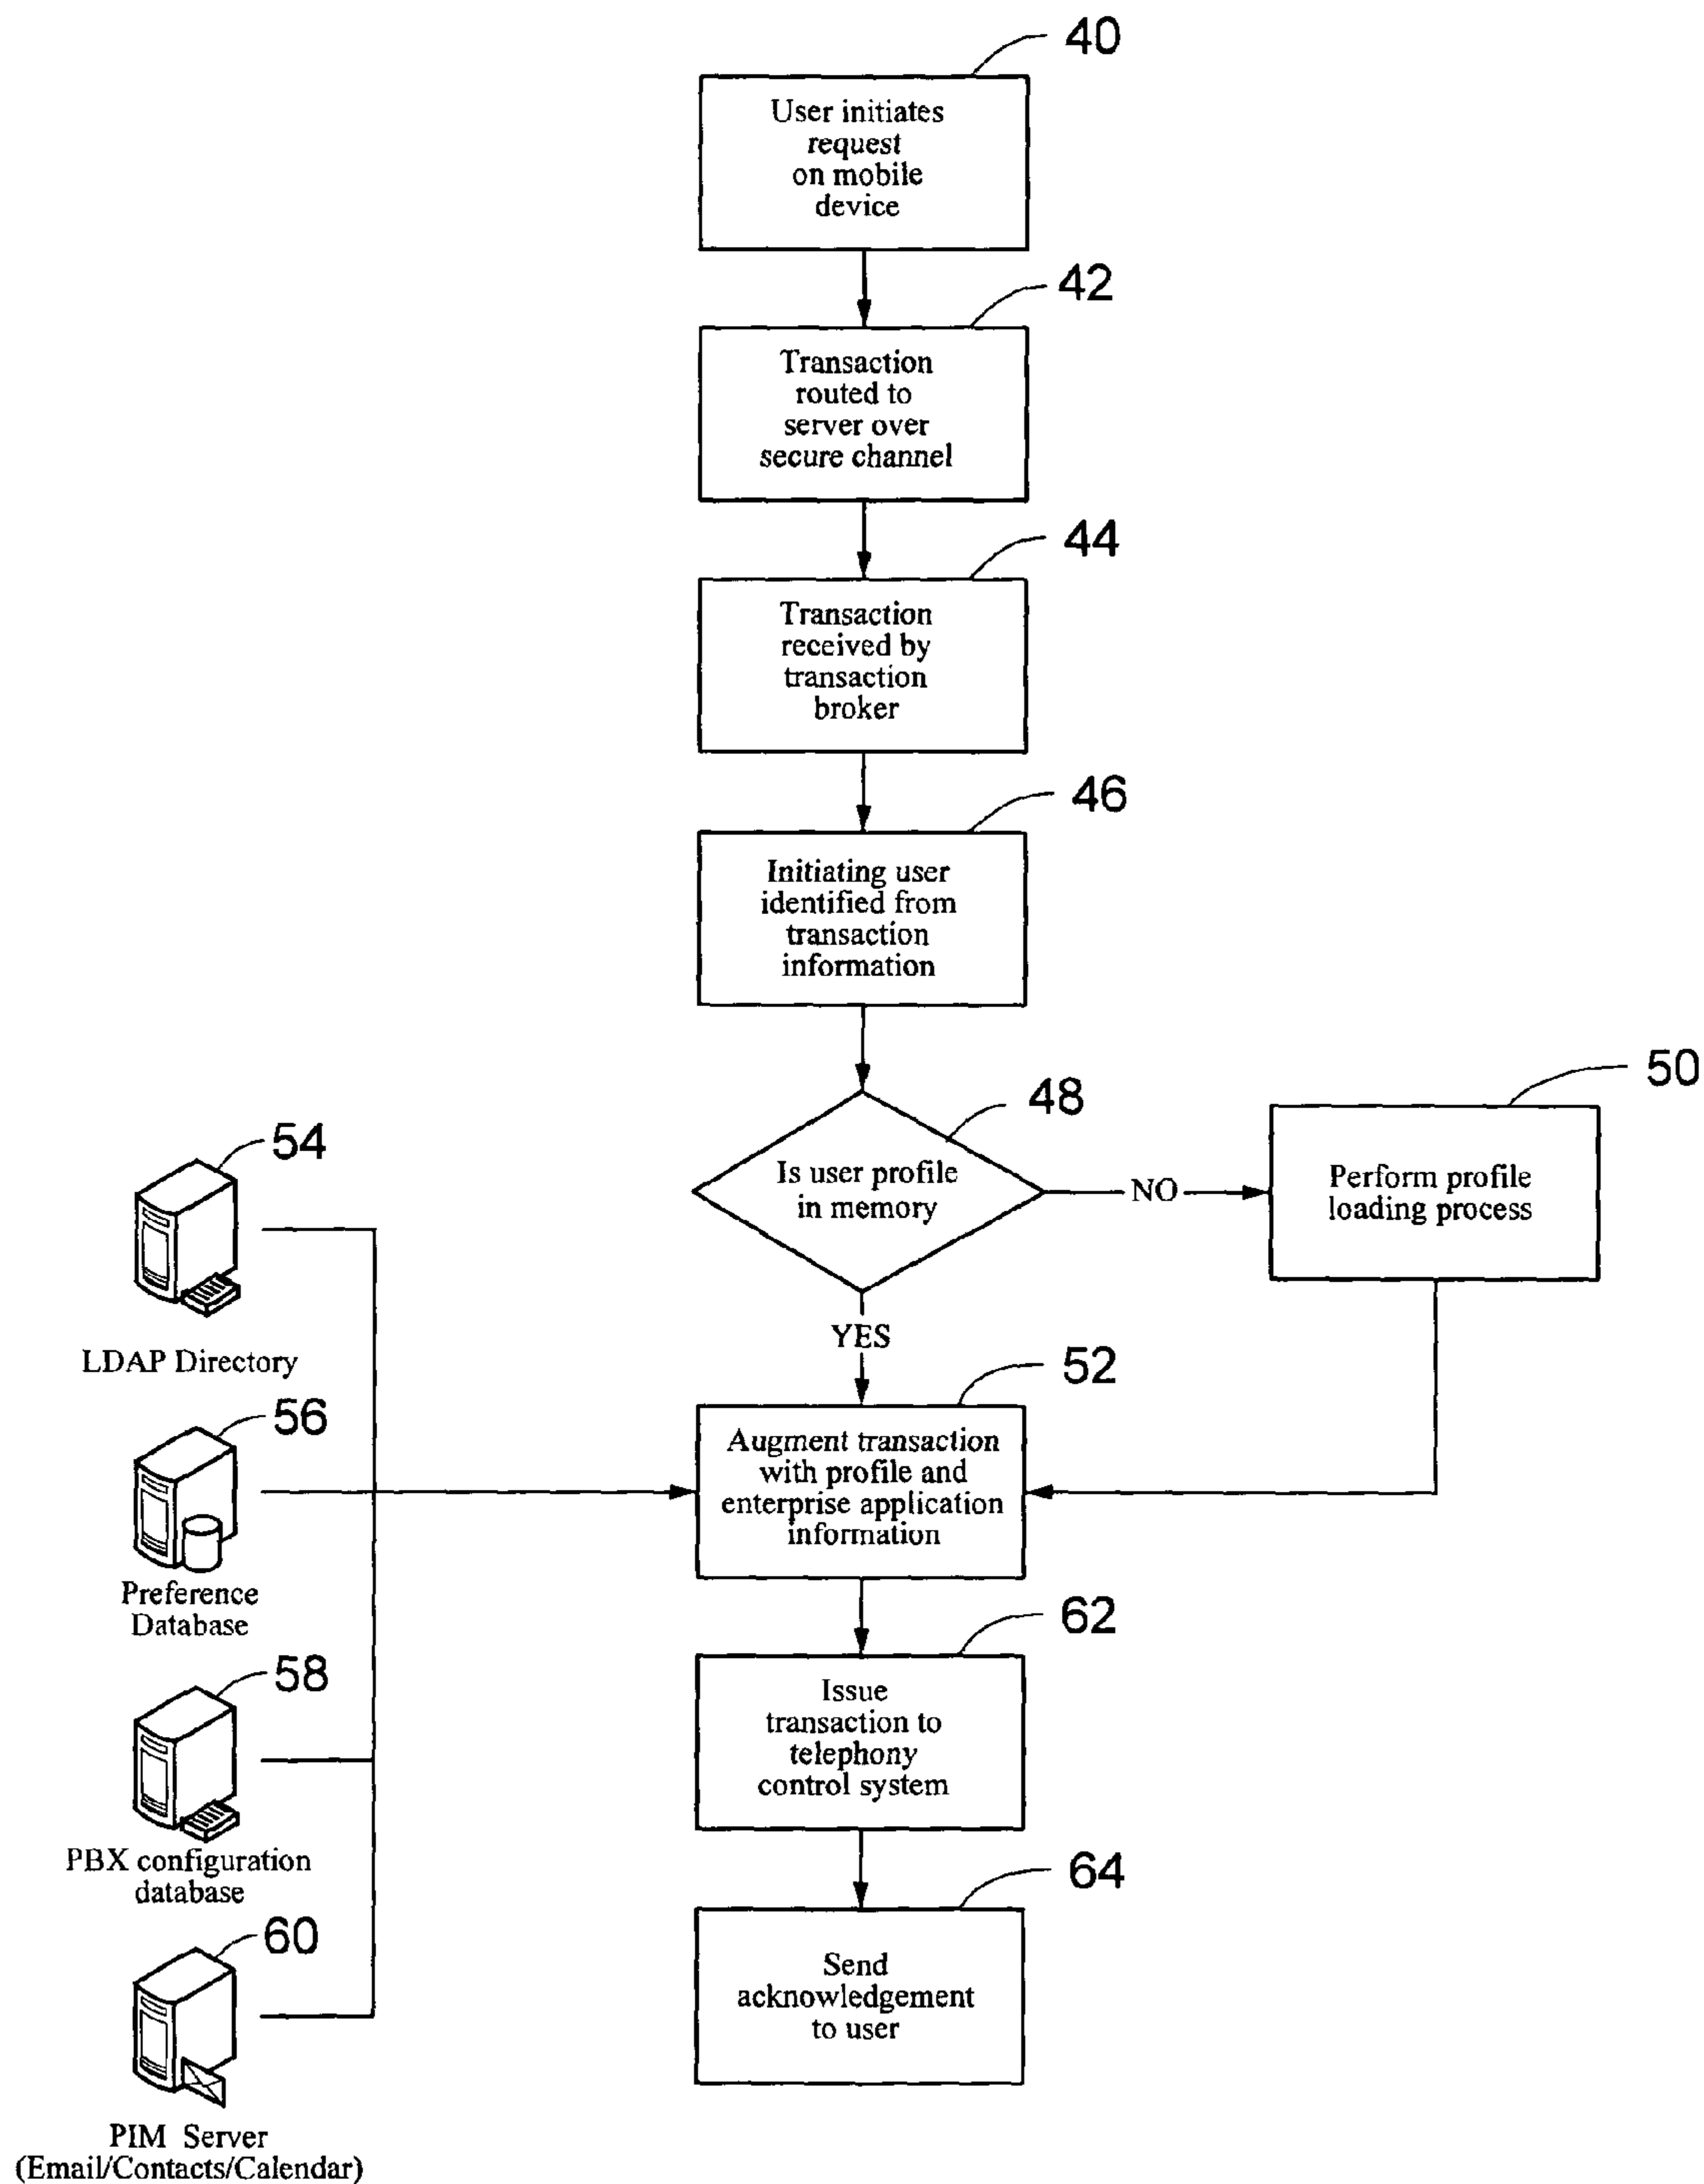 40
User initiates
request
on mobile
device
42
Transaction
routed to
server over
secure channel
44
Transaction
received by
transaction
broker
46
Initiating user
identified from
transaction
information
48
Is user profile
in memory
NO
50
Perform profile
loading process
YES
52
Augment transaction
with profile and
enterprise application
information
54
LDAP Directory
56
Preference
Database
58
PBX configuration
database
60
PIM Server
(Email/Contacts/Calendar)
62
Issue
transaction to
telephony
control system
64
Send
acknowledgement
to user